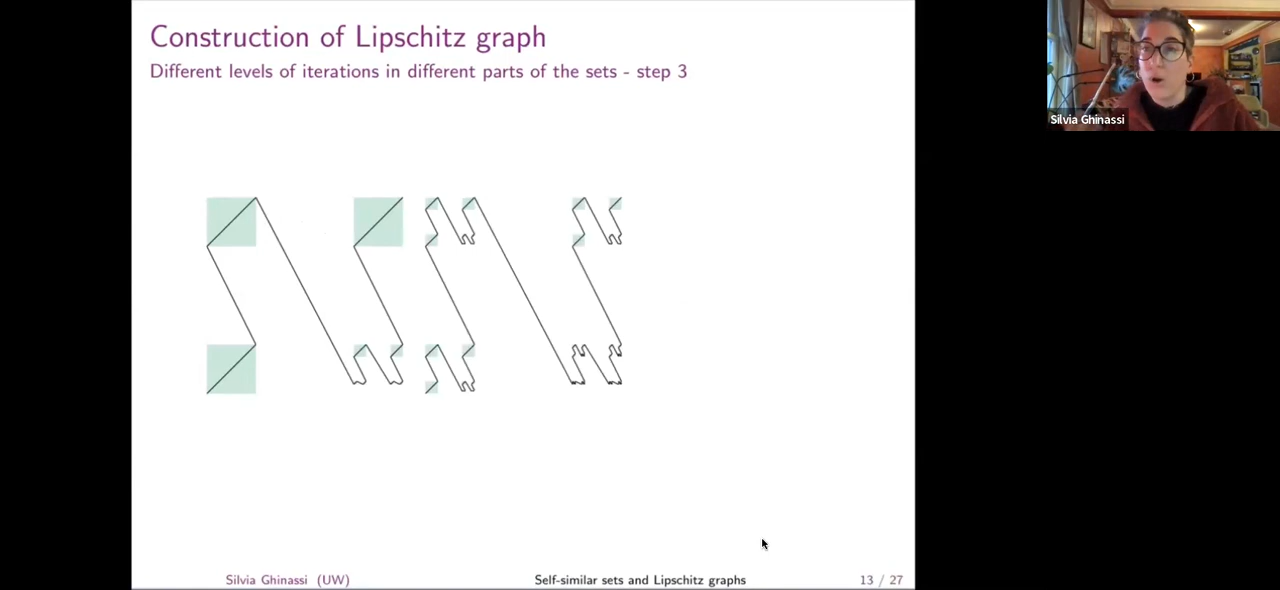 Construction of Lipschitz graph
Different levels of iterations in different parts of the sets - step 3
Silvia Ghinassi
Silvia Ghinassi (UW) Self-similar sets and Lipschitz graphs 13 / 27